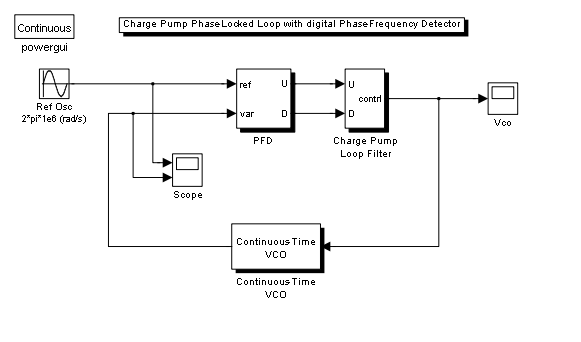 Charge Pump PhaseLocked Loop with digital PhaseFrequency Detector
Continuous
powergui
Ref Osc
2*pi*1e6 (rad/s)
ref
U
var
D
PFD
U
contrl
D
Charge Pump
Loop Filter
Vco
Scope
Continuous-Time
VCO
Continuous-Time
VCO